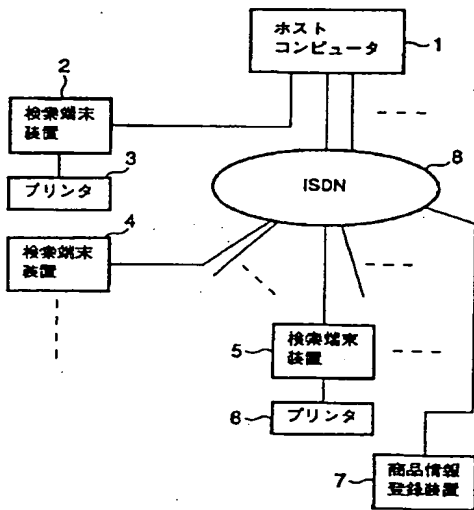 ホスト
コンピュータ
1
2
検索端末
装置
3
プリンタ
8
ISDN
4
検索端末
装置
5
検索端末
装置
6
プリンタ
7
商品情報
登録装置